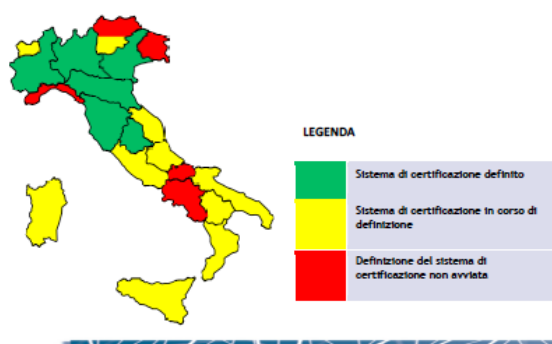 LEGENDA
Sistema di certificazione definito
Sistema di certificazione in corso di
definizione
Definizione del sistema di
certificazione non avviata